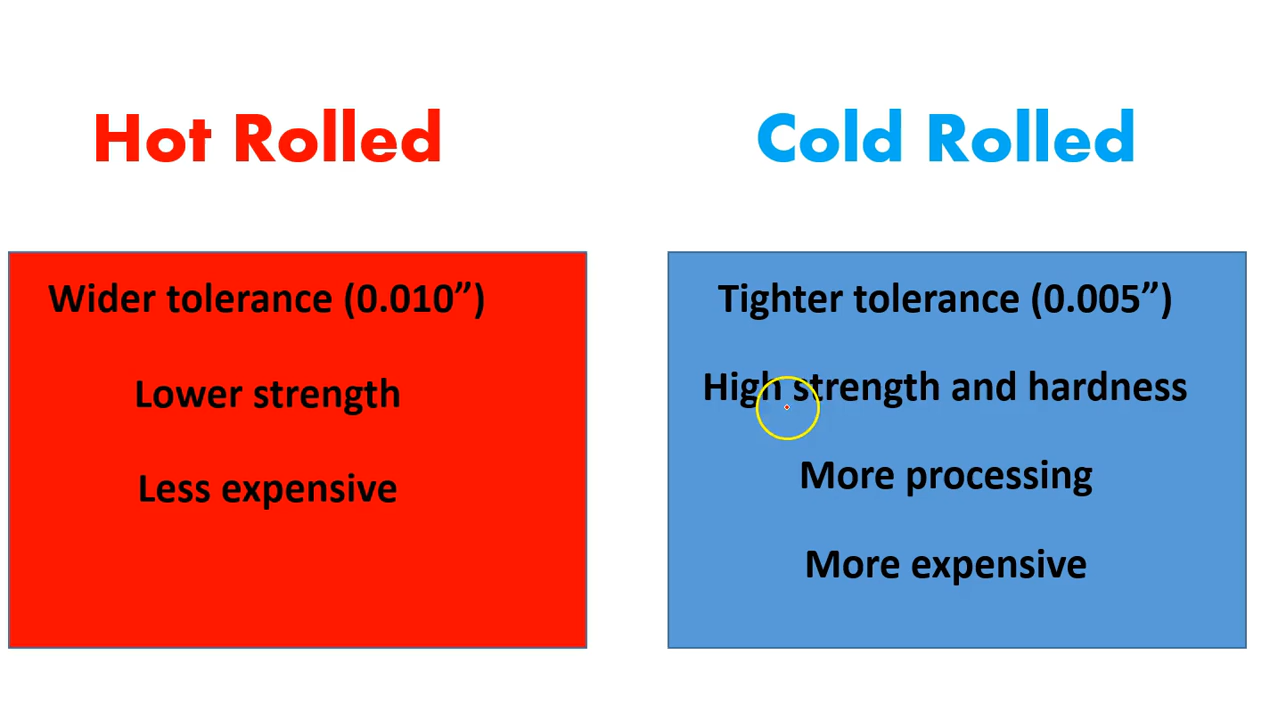 Hot Rolled
Wider tolerance (0.010”)
Lower strength
Less expensive
Cold Rolled
Tighter tolerance (0.005”)
High strength and hardness
More processing
More expensive